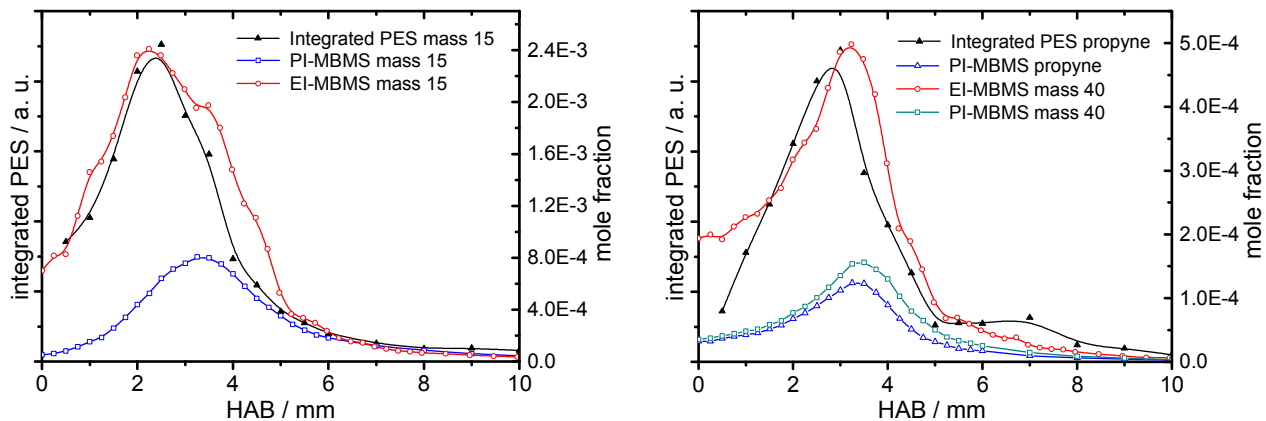 integrated PES / a. u.
Integrated PES mass 15
PI-MBMS mass 15
EI-MBMS mass 15
2.4E-3
2.0E-3
1.6E-3
1.2E-3
8.0E-4
4.0E-4
0.0
mole fraction
0 2 4 6 8 10
HAB / mm
integrated PES / a. u.
Integrated PES propyne
PI-MBMS propyne
EI-MBMS mass 40
PI-MBMS mass 40
5.0E-4
4.0E-4
3.0E-4
2.0E-4
1.0E-4
0.0
mole fraction
0 2 4 6 8 10
HAB / mm